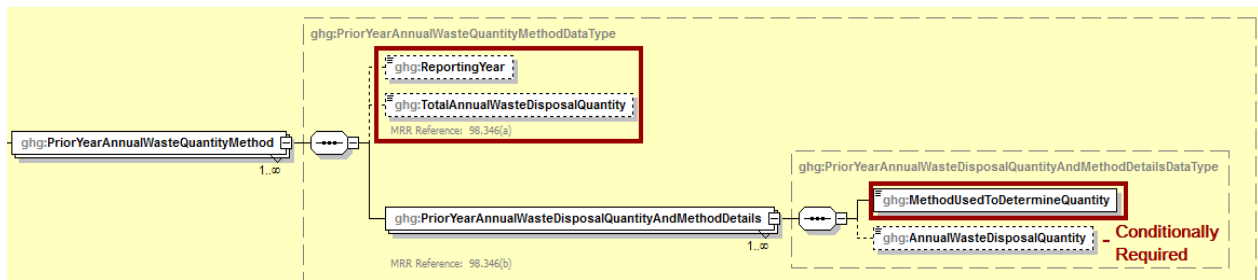 ghg:PriorYearAnnualWasteQuantityMethodDataType
ghg:ReportingYear
ghg:TotalAnnualWasteDisposalQuantity
MRR Reference: 98.346(a)
ghg:PriorYearAnnualWasteQuantityMethod
1..∞
ghg:PriorYearAnnualWasteDisposalQuantityAndMethodDetailsDataType
ghg:MethodUsedToDetermineQuantity
ghg:PriorYearAnnualWasteDisposalQuantityAndMethodDetails
1..∞
ghg:AnnualWasteDisposalQuantity
- Conditionally
Required
MRR Reference: 98.346(b)